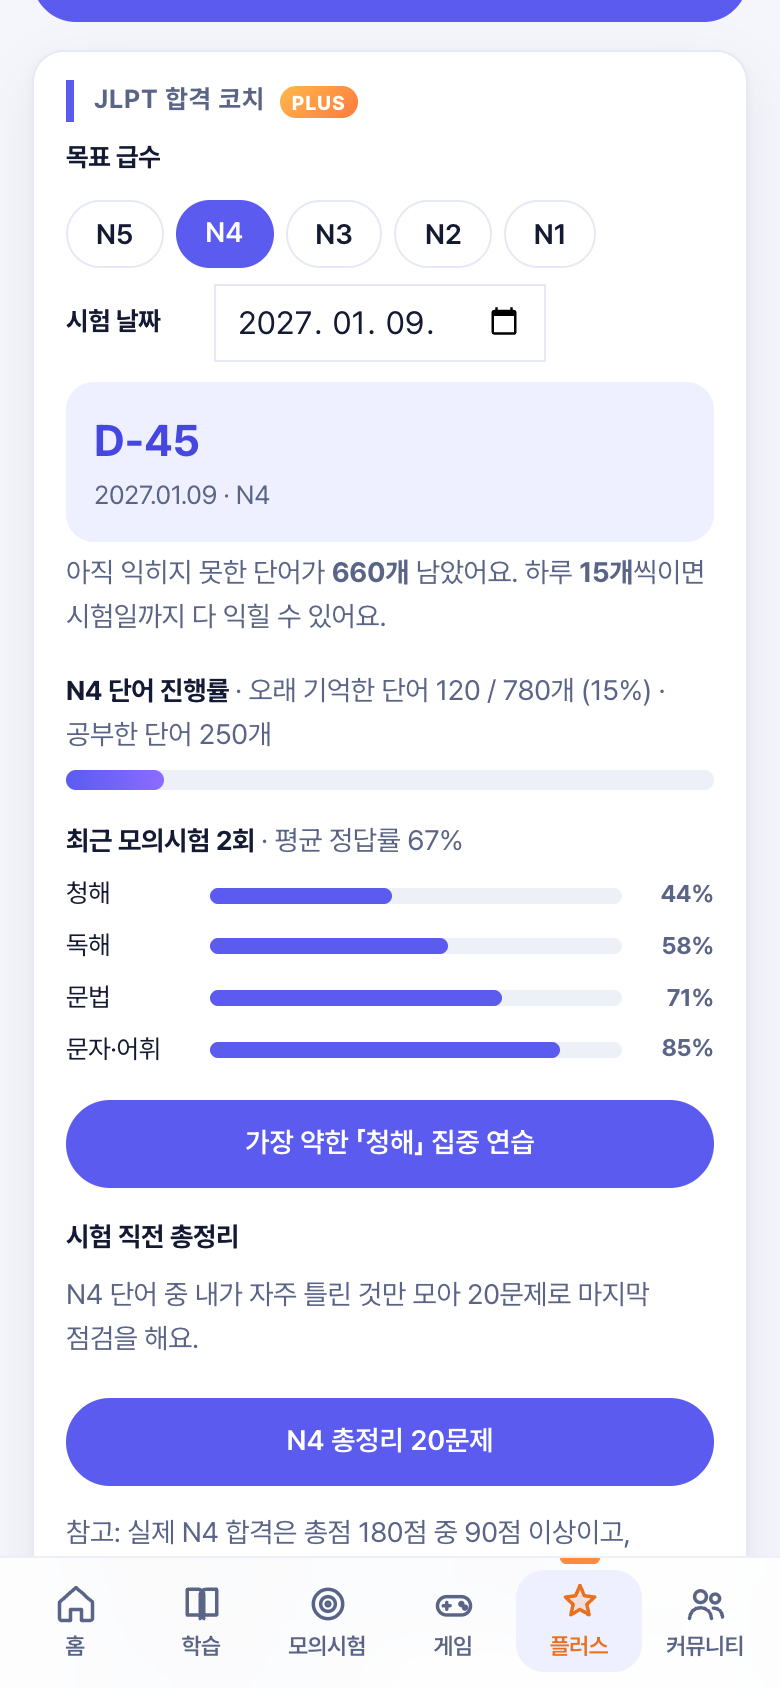 JLPT 합격 코치 PLUS
목표 급수
N5 N4 N3 N2 N1
시험 날짜 2027. 01. 09.
D-45
2027.01.09 · N4
아직 익히지 못한 단어가 660개 남았어요. 하루 15개씩이면
시험일까지 다 익힐 수 있어요.
N4 단어 진행률 · 오래 기억한 단어 120 / 780개 (15%) ·
공부한 단어 250개
최근 모의시험 2회 · 평균 정답률 67%
청해 44%
독해 58%
문법 71%
문자·어휘 85%
가장 약한 「청해」 집중 연습
시험 직전 총정리
N4 단어 중 내가 자주 틀린 것만 모아 20문제로 마지막
점검을 해요.
N4 총정리 20문제
참고: 실제 N4 합격은 총점 180점 중 90점 이상이고,
홈 학습 모의시험 게임 플러스 커뮤니티